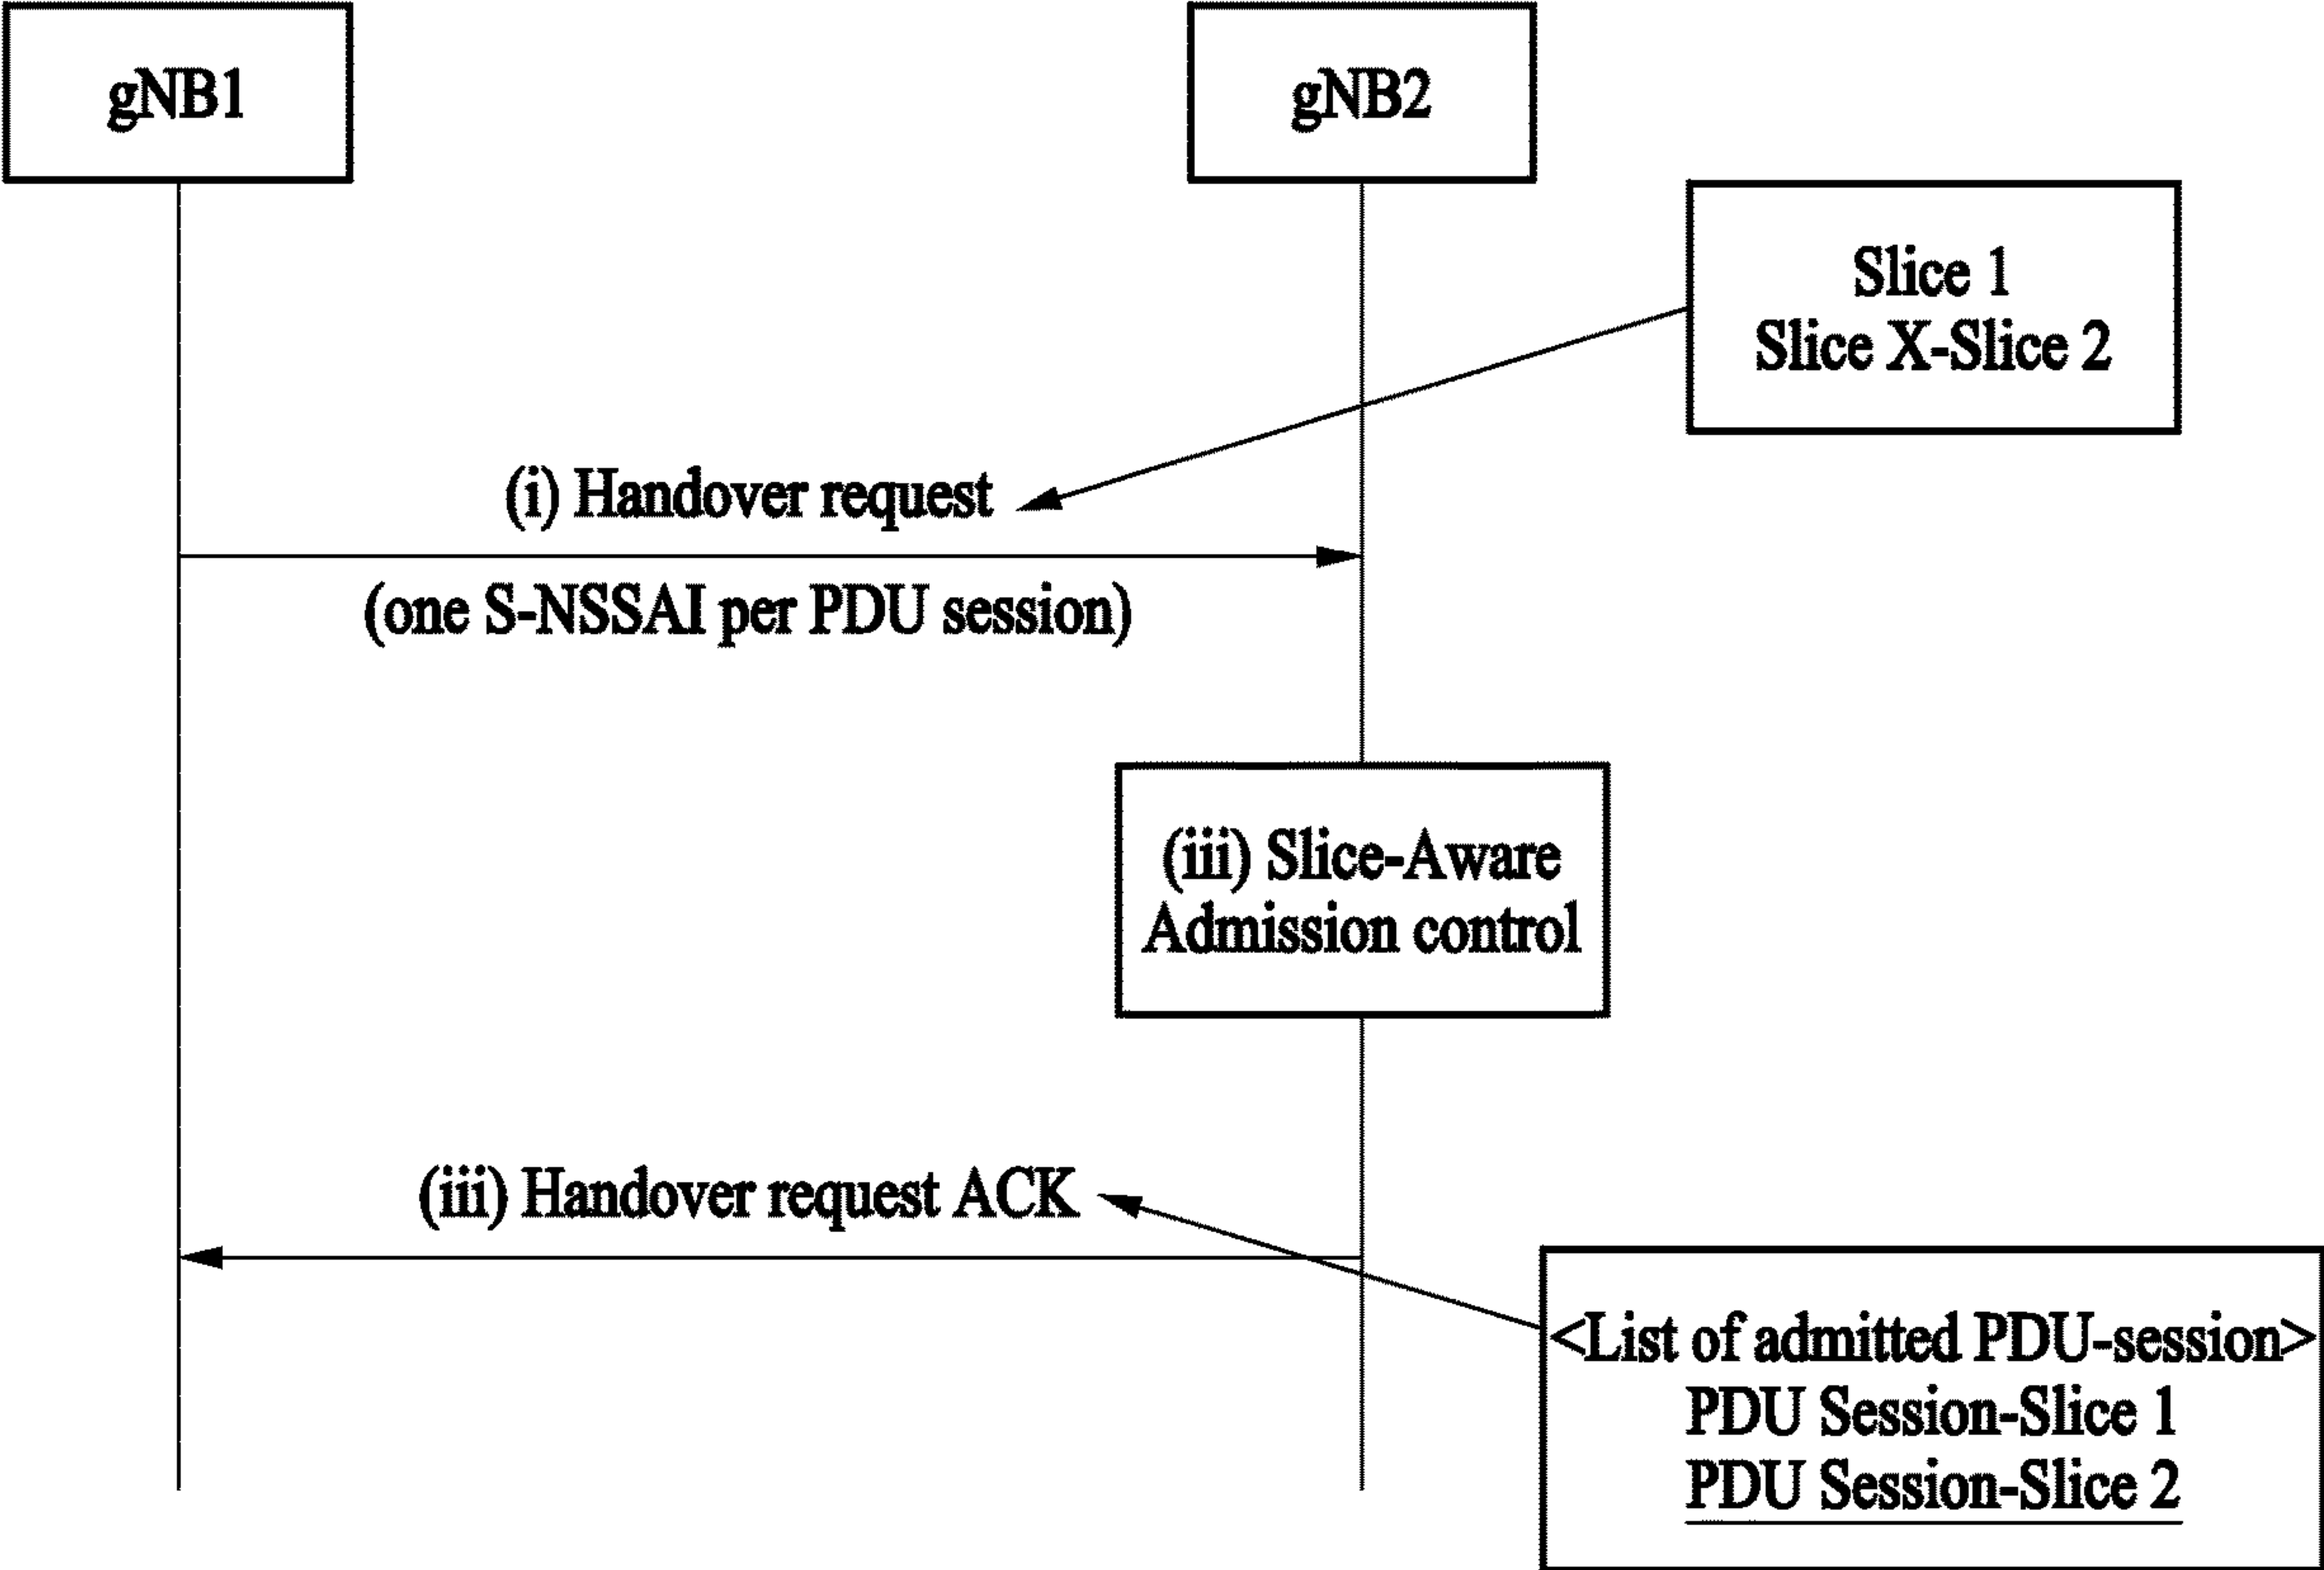 gNB1
gNB2
Slice 1
Slice X-Slice 2
(i) Handover request
(one S-NSSAI per PDU session)
(iii) Slice-Aware
Admission control
(iii) Handover request ACK
<List of admitted PDU-session>
PDU Session-Slice 1
PDU Session-Slice 2